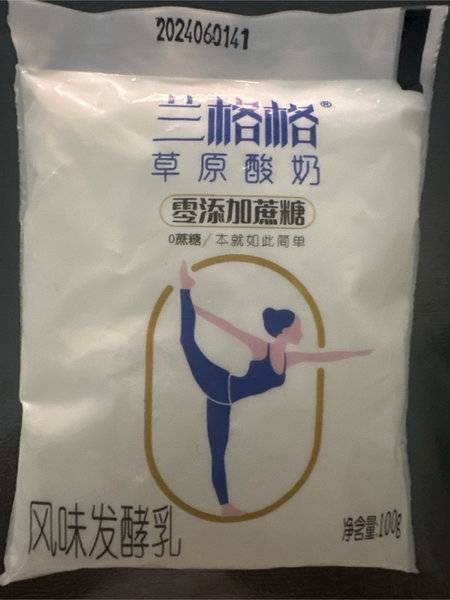 2024060141
兰格格®
草原酸奶
零添加蔗糖
0蔗糖/本就如此简单
风味发酵乳
净含量:100g